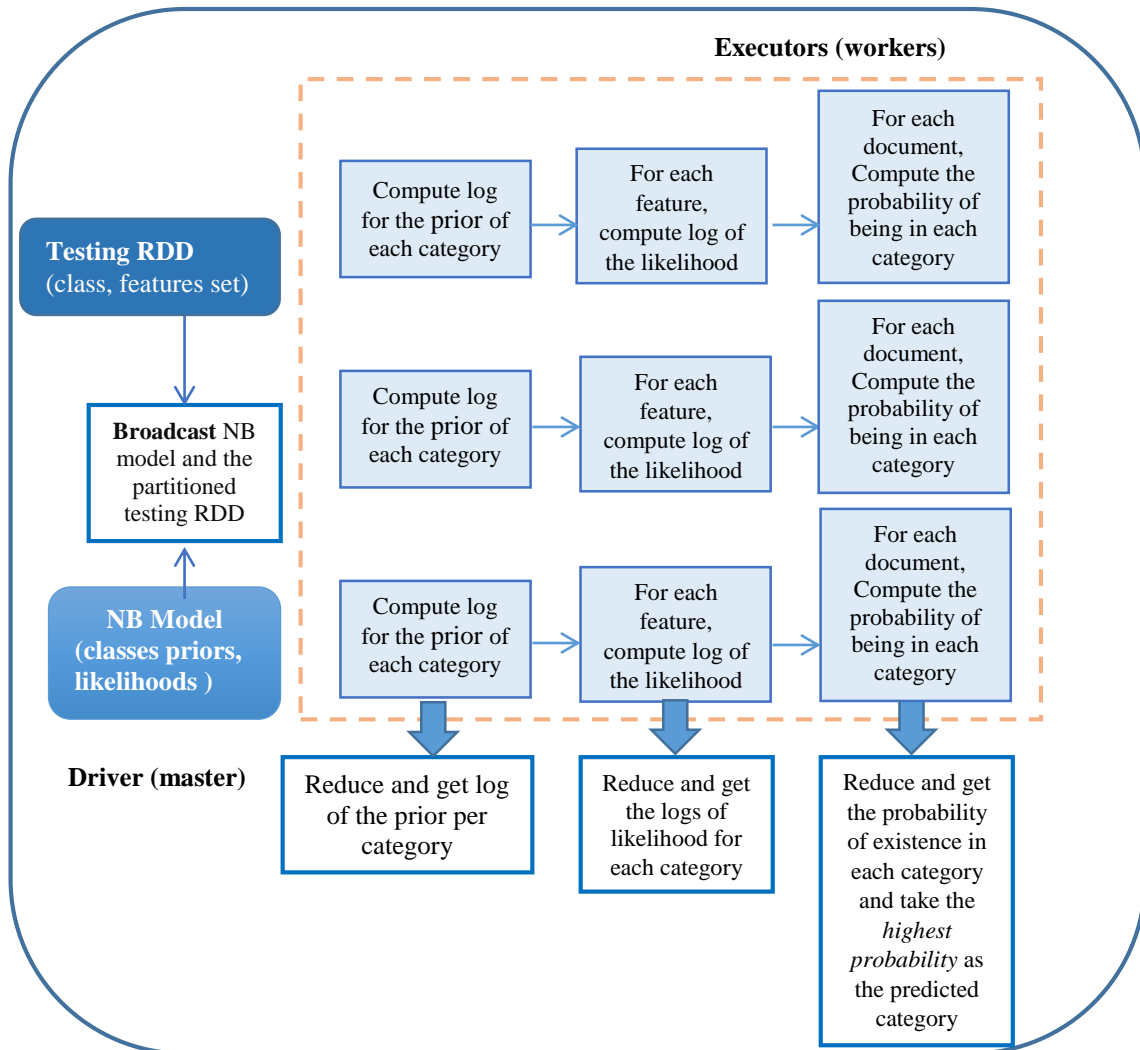 Executors (workers)
Testing RDD
(class, features set)
Broadcast NB
model and the
partitioned
testing RDD
NB Model
(classes priors,
likelihoods )
Compute log
for the prior of
each category
For each
feature,
compute log of
the likelihood
For each
document,
Compute the
probability of
being in each
category
Compute log
for the prior of
each category
For each
feature,
compute log of
the likelihood
For each
document,
Compute the
probability of
being in each
category
Compute log
for the prior of
each category
For each
feature,
compute log of
the likelihood
For each
document,
Compute the
probability of
being in each
category
Driver (master)
Reduce and get log
of the prior per
category
Reduce and get
the logs of
likelihood for
each category
Reduce and get
the probability
of existence in
each category
and take the
highest
probability as
the predicted
category